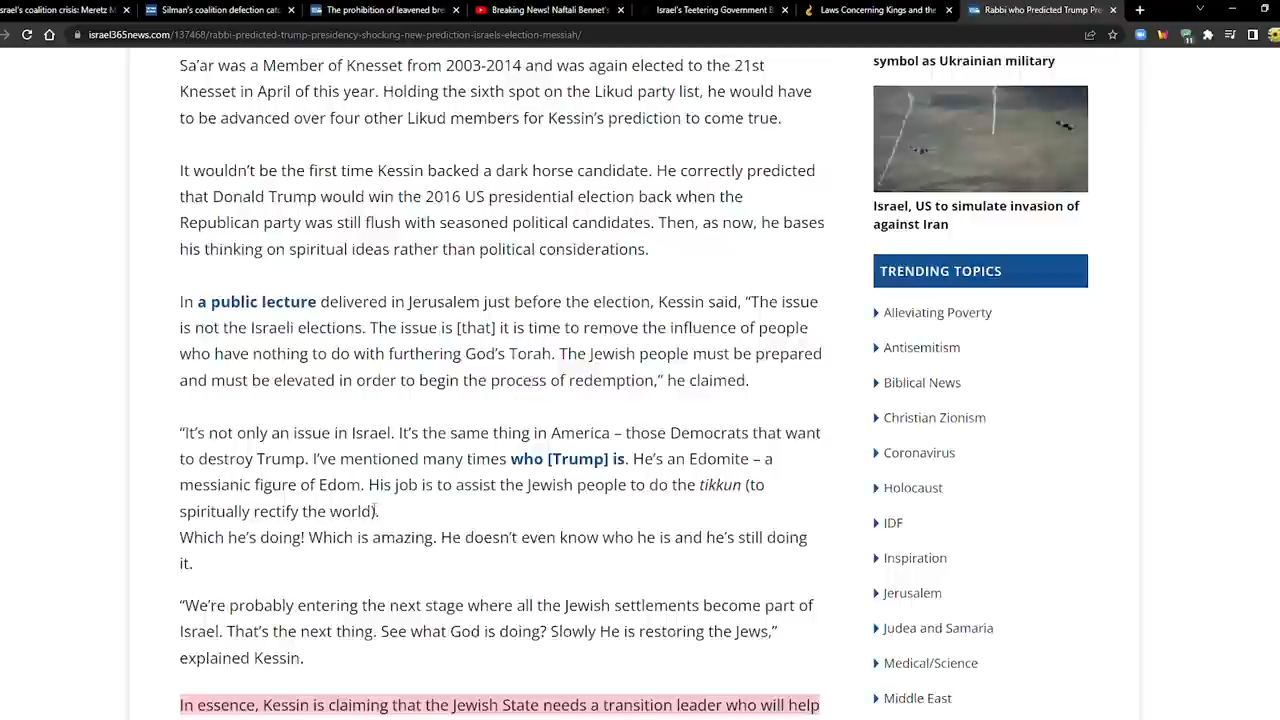 srael's coalition crisis: Meretz M
Silman's coalition defection cat
The prohibition of leavened bre
Breaking News! Naftali Bennet's
Israel's Teetering Government B
Laws Concerning Kings and the
Rabbi who Predicted Trump Pre
israel365news.com/137468/rabbi-predicted-trump-presidency-shocking-new-prediction-israels-election-messiah/
11
Sa'ar was a Member of Knesset from 2003-2014 and was again elected to the 21st
Knesset in April of this year. Holding the sixth spot on the Likud party list, he would have
to be advanced over four other Likud members for Kessin's prediction to come true.
It wouldn't be the first time Kessin backed a dark horse candidate. He correctly predicted
that Donald Trump would win the 2016 US presidential election back when the
Republican party was still flush with seasoned political candidates. Then, as now, he bases
his thinking on spiritual ideas rather than political considerations.
In a public lecture delivered in Jerusalem just before the election, Kessin said, "The issue
is not the Israeli elections. The issue is [that] it is time to remove the influence of people
who have nothing to do with furthering God's Torah. The Jewish people must be prepared
and must be elevated in order to begin the process of redemption," he claimed.
"It's not only an issue in Israel. It's the same thing in America – those Democrats that want
to destroy Trump. I've mentioned many times who [Trump] is. He's an Edomite – a
messianic figure of Edom. His job is to assist the Jewish people to do the tikkun (to
spiritually rectify the world).
Which he's doing! Which is amazing. He doesn't even know who he is and he's still doing
it.
"We're probably entering the next stage where all the Jewish settlements become part of
Israel. That's the next thing. See what God is doing? Slowly He is restoring the Jews,"
explained Kessin.
In essence, Kessin is claiming that the Jewish State needs a transition leader who will help
symbol as Ukrainian military
Israel, US to simulate invasion of
against Iran
TRENDING TOPICS
Alleviating Poverty
Antisemitism
Biblical News
Christian Zionism
Coronavirus
Holocaust
IDF
Inspiration
Jerusalem
Judea and Samaria
Medical/Science
Middle East